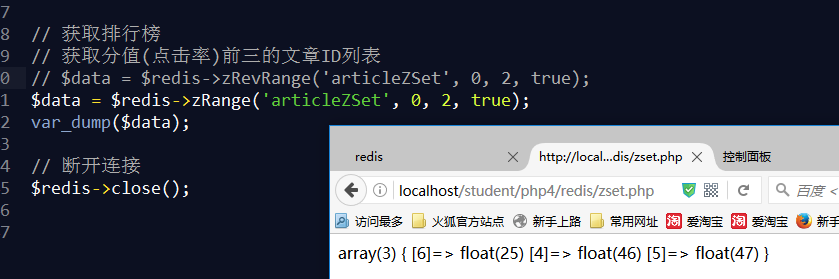 7
8 // 获取排行榜
9 // 获取分值(点击率)前三的文章ID列表
0 // $data = $redis->zRevRange('articleZSet', 0, 2, true);
1 $data = $redis->zRange('articleZSet', 0, 2, true);
2 var_dump($data);
3
4 // 断开连接
5 $redis->close();
6
7
redis
http://local...dis/zset.php
控制面板
localhost/student/php4/redis/zset.php
百度 <
访问最多 火狐官方站点 新手上路 常用网址 淘 爱淘宝 淘 爱淘宝 新手
array(3) { [6]=> float(25) [4]=> float(46) [5]=> float(47) }